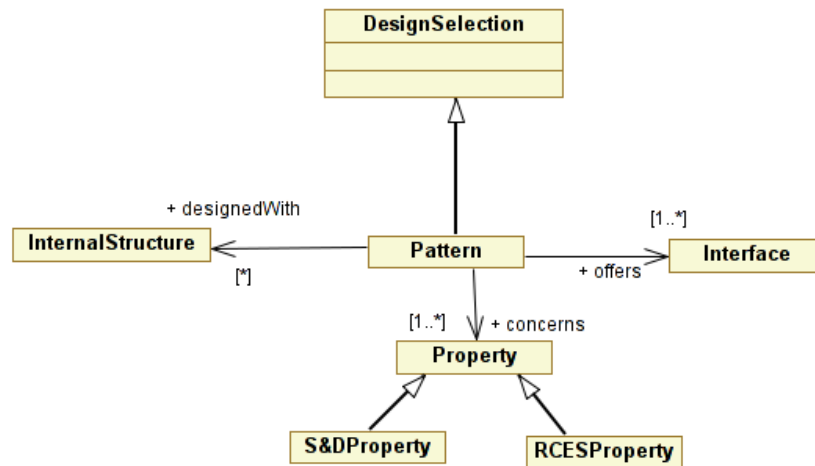 DesignSelection
+ designedWith
[1..*]
InternalStructure
Pattern
Interface
[*]
+ offers
[1..*]
+ concerns
Property
S&DProperty
RCESProperty